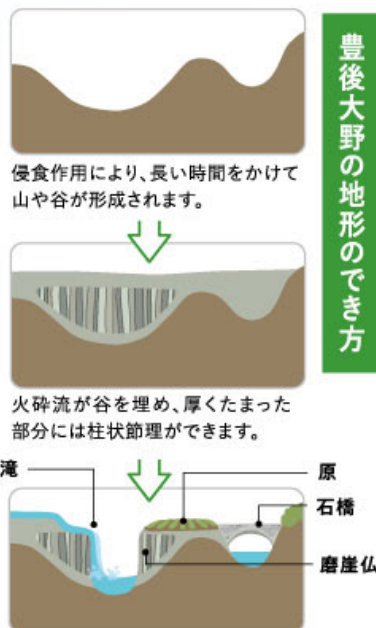 豊後大野の地形のでき方
侵食作用により、長い時間をかけて
山や谷が形成されます。
火砕流が谷を埋め、厚くたまった
部分には柱状節理ができます。
滝
原
石橋
磨崖仏